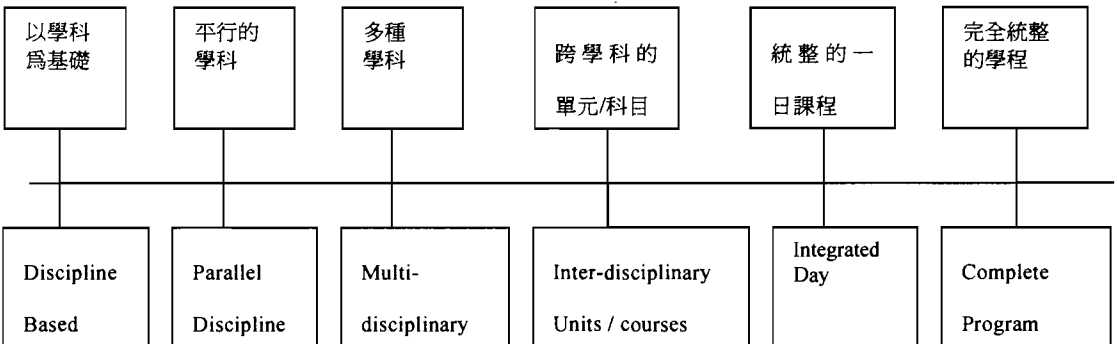 以學科
爲基礎
平行的
學科
多種
學科
跨學科的
單元/科目
統整的一
日課程
完全統整
的學程
Discipline
Based
Parallel
Discipline
Multi-
disciplinary
Inter-disciplinary
Units / courses
Integrated
Day
Complete
Program